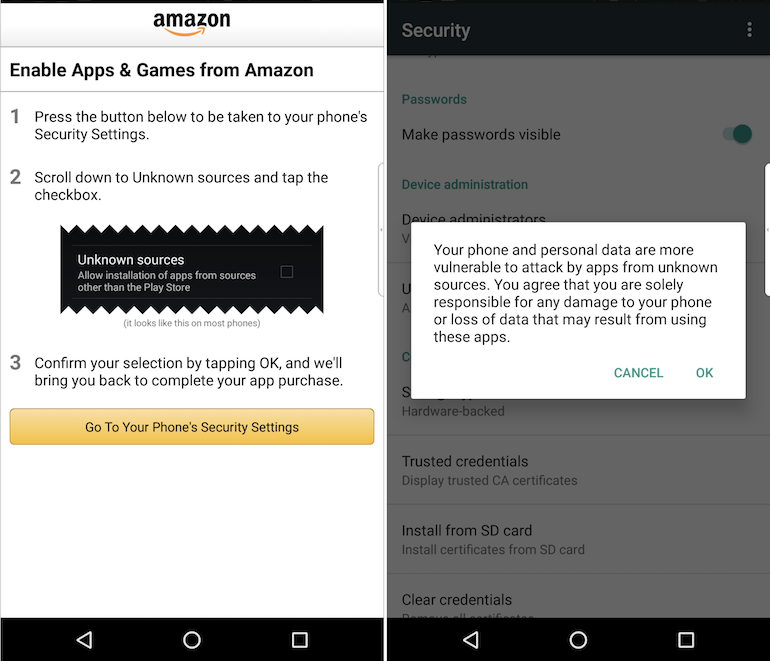 amazon
Enable Apps & Games from Amazon
1 Press the button below to be taken to your phone's
Security Settings.
2 Scroll down to Unknown sources and tap the
checkbox.
Unknown sources
Allow installation of apps from sources
other than the Play Store
(it looks like this on most phones)
3 Confirm your selection by tapping OK, and we'll
bring you back to complete your app purchase.
Go To Your Phone's Security Settings
Security
Passwords
Make passwords visible
Device administration
Device administrators
Your phone and personal data are more
vulnerable to attack by apps from unknown
sources. You agree that you are solely
responsible for any damage to your phone
or loss of data that may result from using
these apps.
CANCEL OK
Hardware-backed
Trusted credentials
Display trusted CA certificates
Install from SD card
Install certificates from SD card
Clear credentials
Remove all certificates